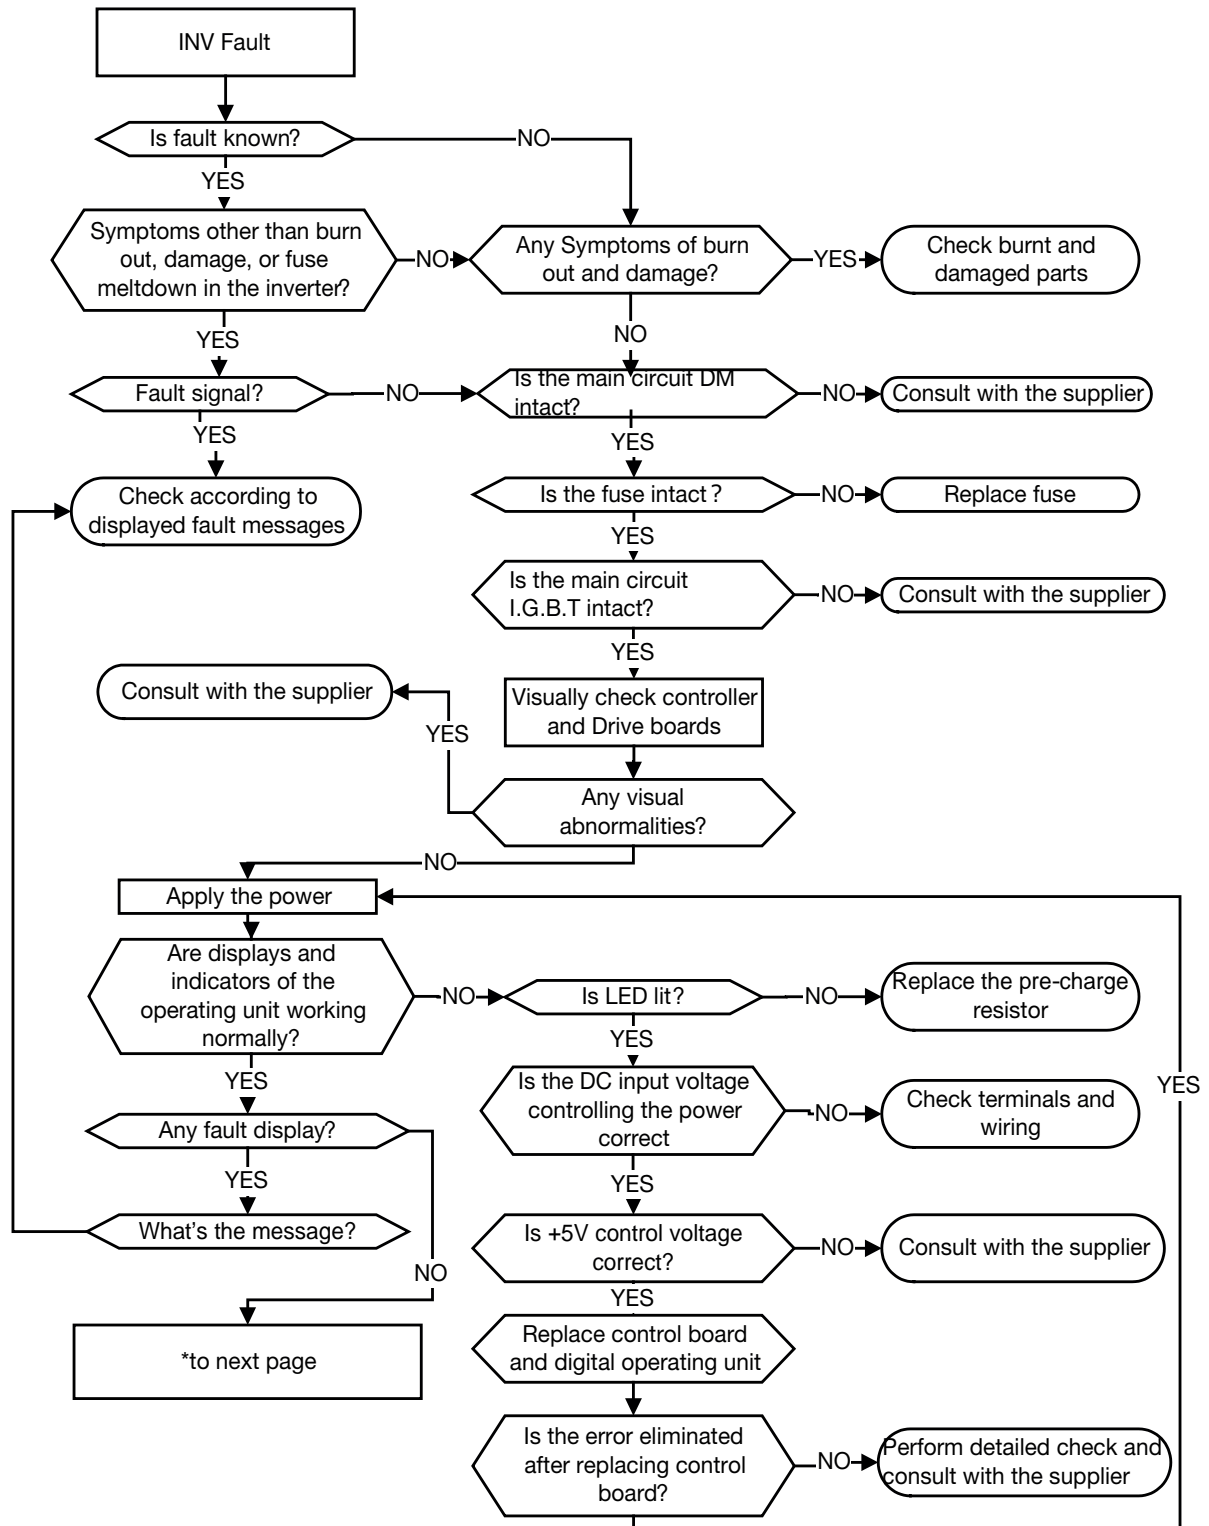 INV Fault
Is fault known?
NO
YES
Symptoms other than burn
out, damage, or fuse
meltdown in the inverter?
NO
Any Symptoms of burn
out and damage?
YES
Check burnt and
damaged parts
YES
NO
Fault signal?
NO
Is the main circuit DM
intact?
NO
Consult with the supplier
YES
YES
Check according to
displayed fault messages
Is the fuse intact?
NO
Replace fuse
YES
Is the main circuit
I.G.B.T intact?
NO
Consult with the supplier
YES
Consult with the supplier
Visually check controller
and Drive boards
YES
Any visual
abnormalities?
NO
Apply the power
Are displays and
indicators of the
operating unit working
normally?
NO
Is LED lit?
NO
Replace the pre-charge
resistor
YES
YES
Is the DC input voltage
controlling the power
correct
NO
Check terminals and
wiring
YES
Any fault display?
YES
YES
What's the message?
Is +5V control voltage
correct?
NO
Consult with the supplier
NO
YES
*to next page
Replace control board
and digital operating unit
Is the error eliminated
after replacing control
board?
NO
Perform detailed check and
consult with the supplier